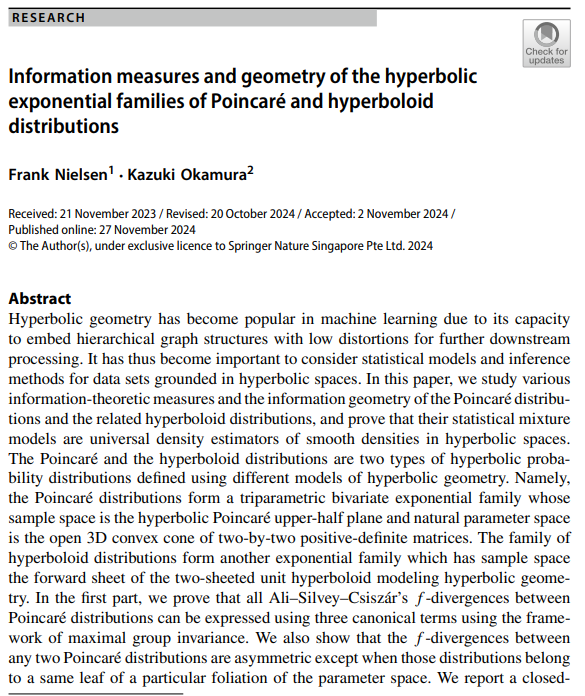 RESEARCH
Check for
updates
Information measures and geometry of the hyperbolic
exponential families of Poincaré and hyperboloid
distributions
Frank Nielsen1 · Kazuki Okamura2
Received: 21 November 2023 / Revised: 20 October 2024 / Accepted: 2 November 2024 /
Published online: 27 November 2024
© The Author(s), under exclusive licence to Springer Nature Singapore Pte Ltd. 2024
Abstract
Hyperbolic geometry has become popular in machine learning due to its capacity
to embed hierarchical graph structures with low distortions for further downstream
processing. It has thus become important to consider statistical models and inference
methods for data sets grounded in hyperbolic spaces. In this paper, we study various
information-theoretic measures and the information geometry of the Poincaré distribu-
tions and the related hyperboloid distributions, and prove that their statistical mixture
models are universal density estimators of smooth densities in hyperbolic spaces.
The Poincaré and the hyperboloid distributions are two types of hyperbolic proba-
bility distributions defined using different models of hyperbolic geometry. Namely,
the Poincaré distributions form a triparametric bivariate exponential family whose
sample space is the hyperbolic Poincaré upper-half plane and natural parameter space
is the open 3D convex cone of two-by-two positive-definite matrices. The family of
hyperboloid distributions form another exponential family which has sample space
the forward sheet of the two-sheeted unit hyperboloid modeling hyperbolic geome-
try. In the first part, we prove that all Ali–Silvey–Csiszár's f-divergences between
Poincaré distributions can be expressed using three canonical terms using the frame-
work of maximal group invariance. We also show that the f-divergences between
any two Poincaré distributions are asymmetric except when those distributions belong
to a same leaf of a particular foliation of the parameter space. We report a closed-